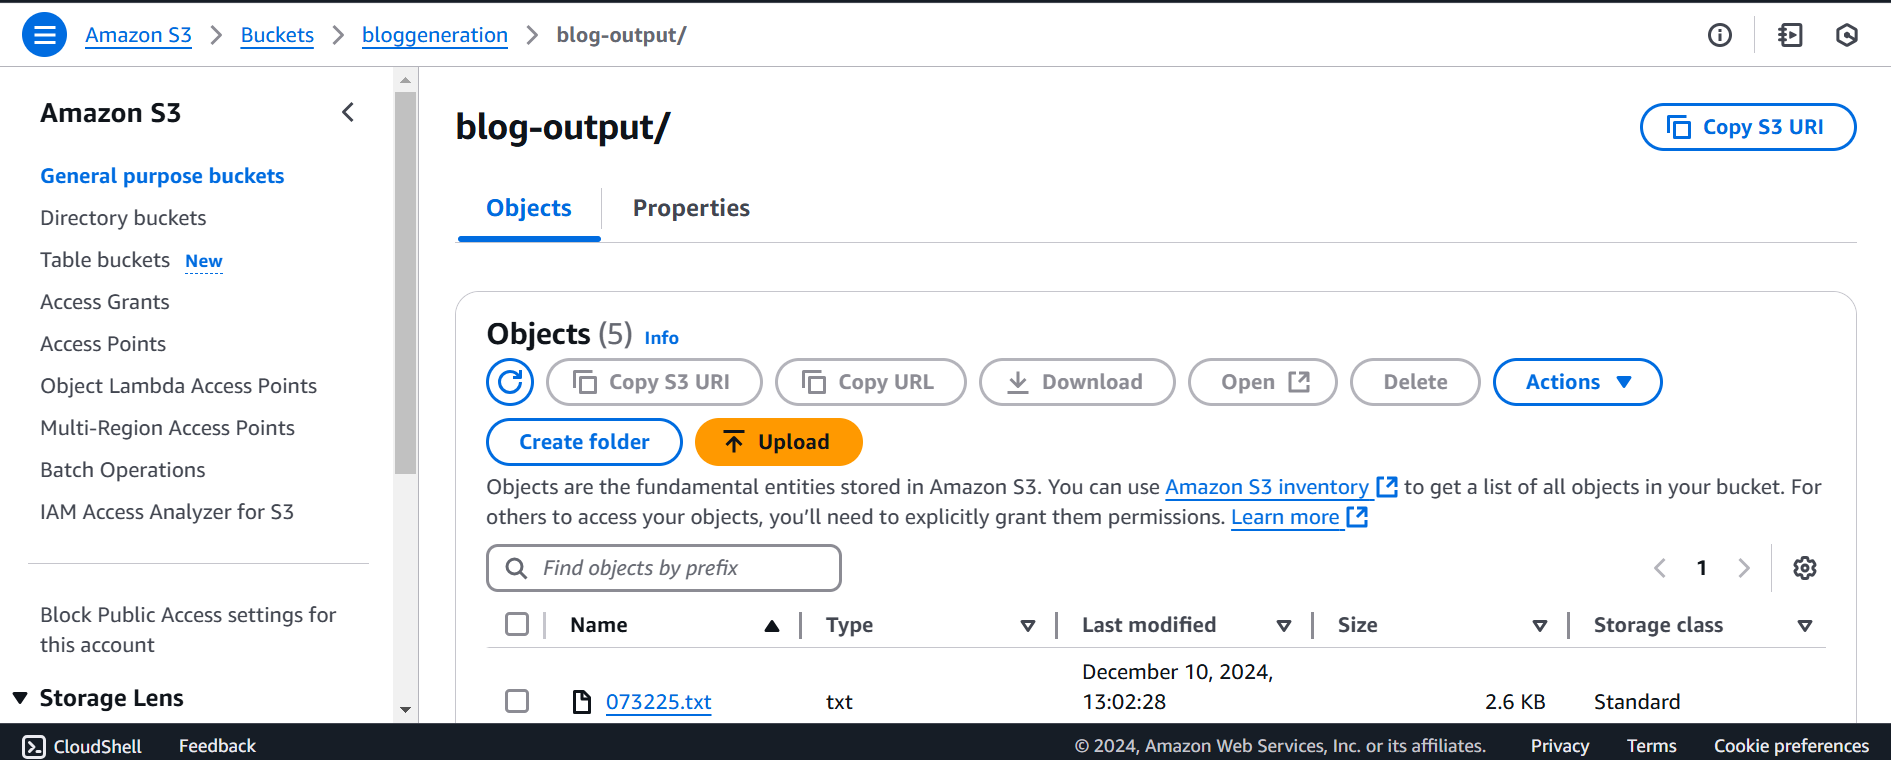 Amazon S3 > Buckets > bloggeneration > blog-output/
Amazon S3
General purpose buckets
Directory buckets
Table buckets New
Access Grants
Access Points
Object Lambda Access Points
Multi-Region Access Points
Batch Operations
IAM Access Analyzer for S3
Block Public Access settings for
this account
Storage Lens
blog-output/
Copy S3 URI
Objects Properties
Objects (5) Info
Copy S3 URI Copy URL Download Open Delete Actions
Create folder Upload
Objects are the fundamental entities stored in Amazon S3. You can use Amazon S3 inventory to get a list of all objects in your bucket. For
others to access your objects, you’ll need to explicitly grant them permissions. Learn more
Find objects by prefix
1
Name Type Last modified Size Storage class
December 10, 2024,
073225.txt txt 13:02:28 2.6 KB Standard
CloudShell Feedback © 2024, Amazon Web Services, Inc. or its affiliates. Privacy Terms Cookie preferences